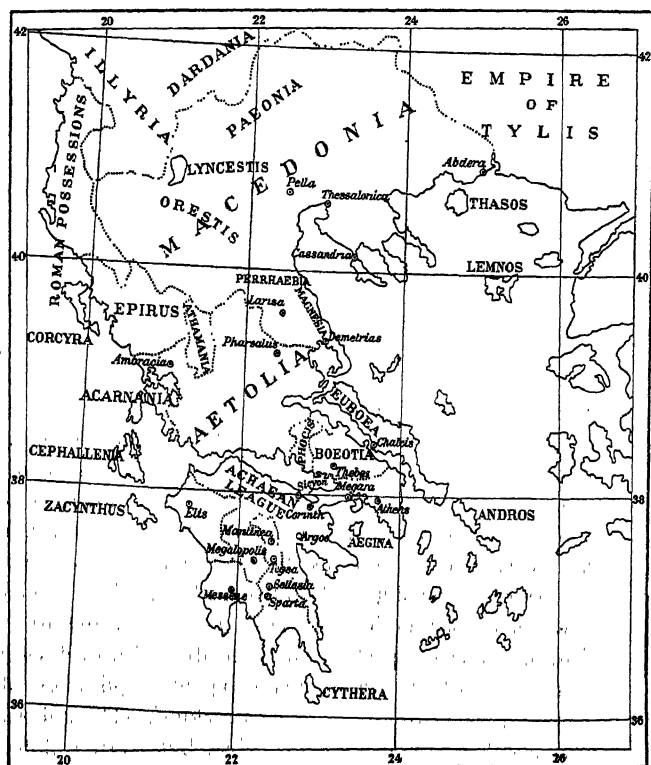 20 22 24 26
42
42
ILLYRIA
DARDANIA
PAEONIA
EMPIRE
OF
TYLIS
MACEDONIA
ROMAN POSSESSIONS
LYNCESTIS
ORESTIS
Pella
Thessalonica
Abdera
THASOS
Cassandria
40
40
LEMNOS
PERRHAEBIA
EPIRUS
Larisa
MAGNESIA
ATHAMANIA
CORCYRA
Demetrias
Pharsalus
Ambracia
AETOLIA
ACARNANIA
EUBOEA
Chalcis
PHOCIS
BOEOTIA
CEPHALLENIA
Thebes
38
38
ACHAEAN
LEAGUE
Sicyon
Megara
ZACYNTHUS
Elis
Corinth
Athens
ANDROS
Mantinea
Argos
AEGINA
Megalopolis
Tegea
Messene
Sellasia
Sparta
CYTHERA
36
36
20 22 24 26